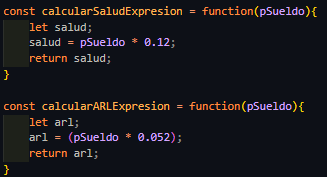 const calcularSaludExpresion = function(pSueldo){
    let salud;
    salud = pSueldo * 0.12;
    return salud;
}

const calcularARLExpresion = function(pSueldo){
    let arl;
    arl = (pSueldo * 0.052);
    return arl;
}